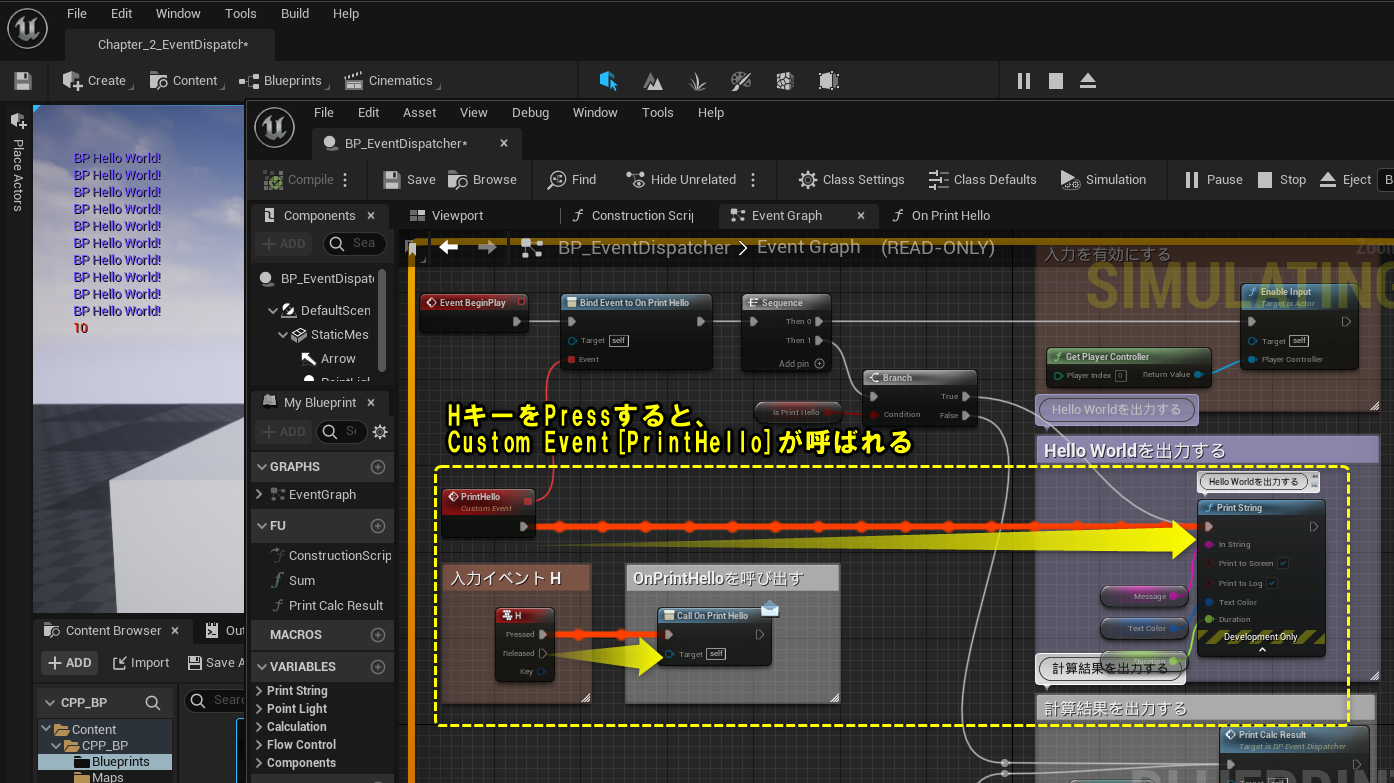 File Edit Window Tools Build Help
Chapter_2_EventDispatch*
Create Content Blueprints Cinematics
Place Actors
BP Hello World!
BP Hello World!
BP Hello World!
BP Hello World!
BP Hello World!
BP Hello World!
BP Hello World!
BP Hello World!
BP Hello World!
BP Hello World!
10
File Edit Asset View Debug Window Tools Help
BP_EventDispatcher*
Compile Save Browse Find Hide Unrelated Class Settings Class Defaults Simulation Pause Stop Eject
Components Viewport Construction Scrip Event Graph On Print Hello
ADD Sea
BP_EventDispatcher > Event Graph (READ-ONLY)
Zoom
SIMULATING
BP_EventDispatc
DefaultScen
StaticMes
Arrow
PointLigh
My Blueprint
ADD
GRAPHS
EventGraph
FU
ConstructionScrip
Sum
Print Calc Result
MACROS
VARIABLES
Print String
Point Light
Calculation
Flow Control
Components
入力を有効にする
Event BeginPlay
Bind Event to On Print Hello
Target self
Event
Sequence
Then 0
Then 1
Add pin
Enable Input
Target is Actor
Target self
Player Controller
Get Player Controller
Player Index 0 Return Value
Branch
True
Condition False
Is Print Hello
Hello Worldを出力する
HキーをPressすると、
Custom Event[PrintHello]が呼ばれる
Hello Worldを出力する
PrintHello
Custom Event
Hello Worldを出力する
Print String
In String
Print to Screen
Print to Log
Text Color
Duration
Development Only
Message
Text Color
Duration
入力イベント H
H
Pressed
Released
Key
OnPrintHelloを呼び出す
Call On Print Hello
Target self
計算結果を出力する
計算結果を出力する
Print Calc Result
Target is BP Event Dispatcher
Content Browser Out
ADD Import Save A
CPP_BP Searc
Content
CPP_BP
Blueprints
Maps